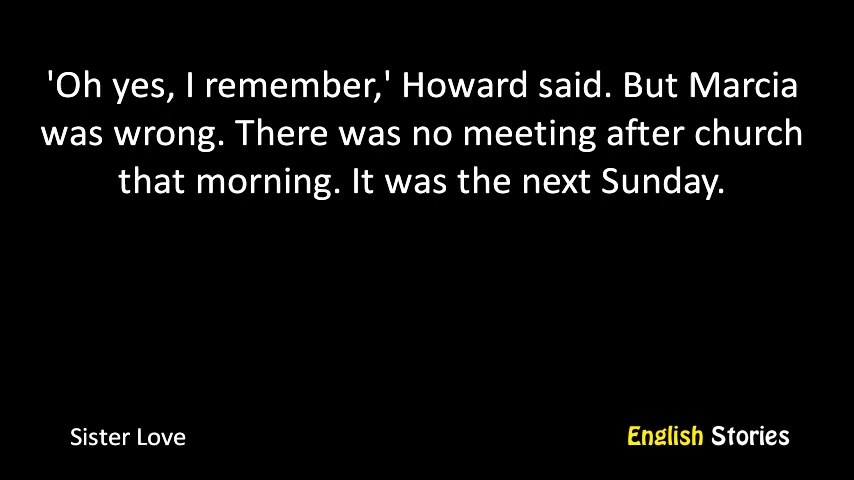 'Oh yes, I remember,' Howard said. But Marcia
was wrong. There was no meeting after church
that morning. It was the next Sunday.
Sister Love
English Stories